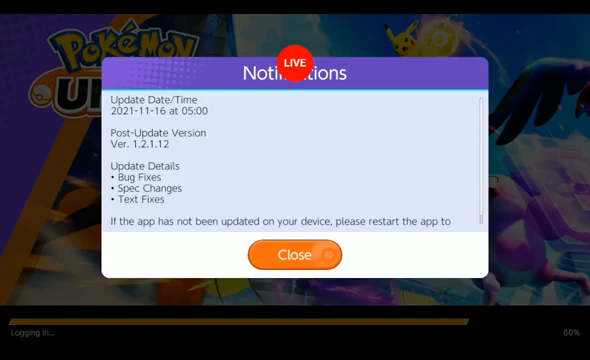 POKÉMON
LIVE
Notifications
Update Date/Time
2021-11-16 at 05:00
Post-Update Version
Ver. 1.2.1.12
Update Details
• Bug Fixes
• Spec Changes
• Text Fixes
If the app has not been updated on your device, please restart the app to
Close
Logging in...
80%